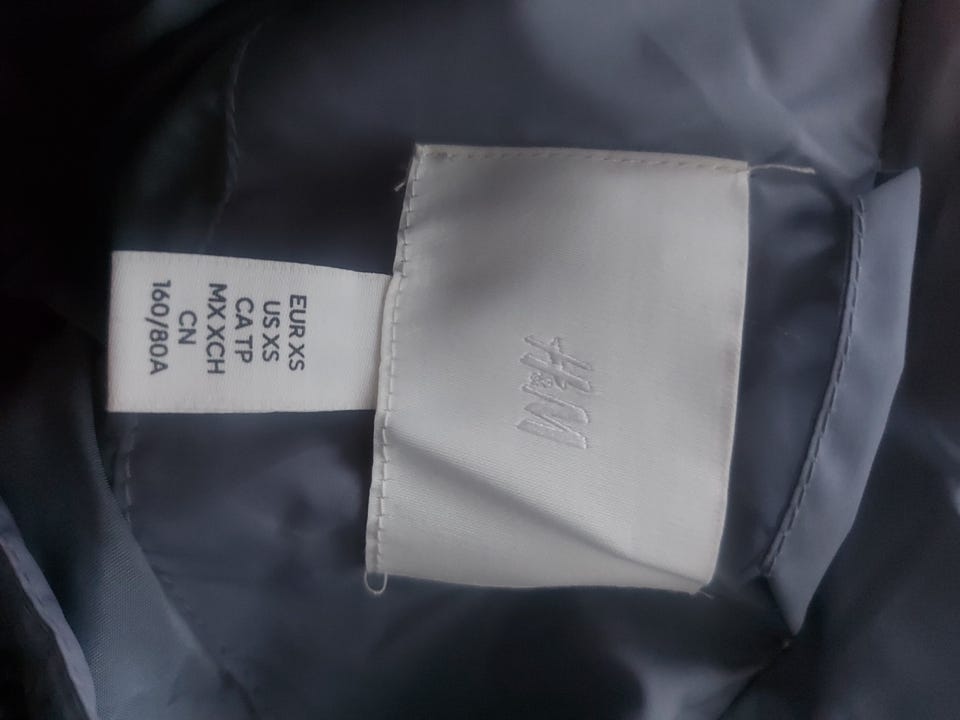 H&M
EUR XS
US XS
CA TP
MX XCH
CN
160/80A